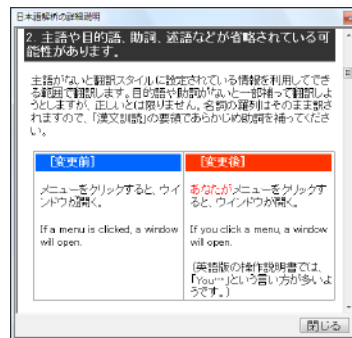 日本語解析の詳細説明
2. 主語や目的語、助詞、述語などが省略されている可
能性があります。
主語がないと翻訳スタイルに設定されている情報を利用してでき
る範囲で翻訳します。目的語や助詞がないと一部補って翻訳しよ
うとしますが、正しいとは限りません。名詞の羅列はそのまま訳さ
れますので、「漢文訓読」の要領であらかじめ助詞を補ってくださ
い。
[変更前]
メニューをクリックすると、ウイ
ンドウが開く。
If a menu is clicked, a window
will open.
[変更後]
あなたがメニューをクリックす
ると、ウインドウが開く。
If you click a menu, a window
will open.
(英語版の操作説明書では、
「You…」という言い方が多いよ
うです。)
閉じる